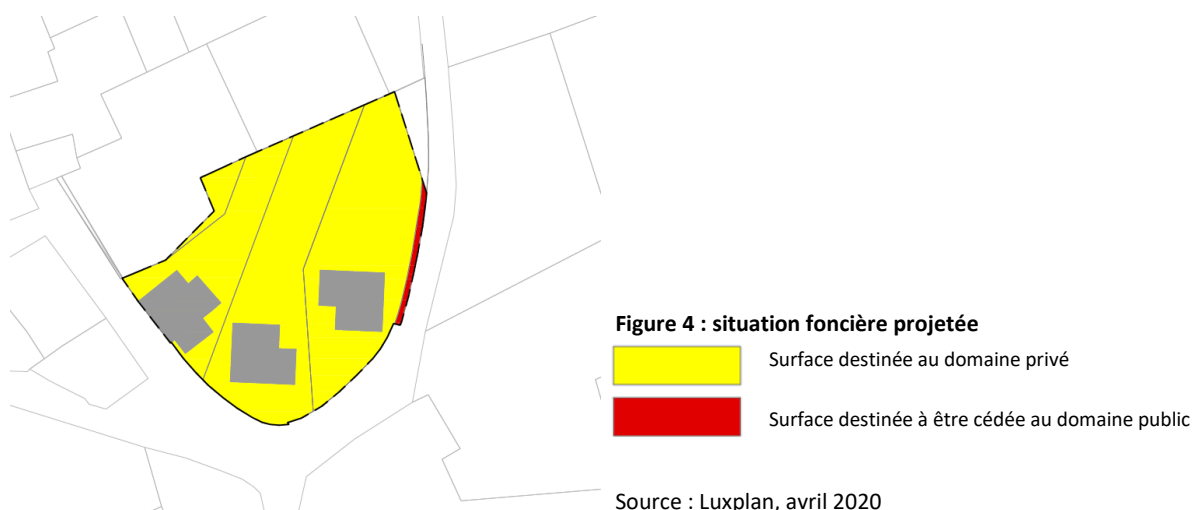 Figure 4 : situation foncière projetée
Surface destinée au domaine privé
Surface destinée à être cédée au domaine public
Source : Luxplan, avril 2020